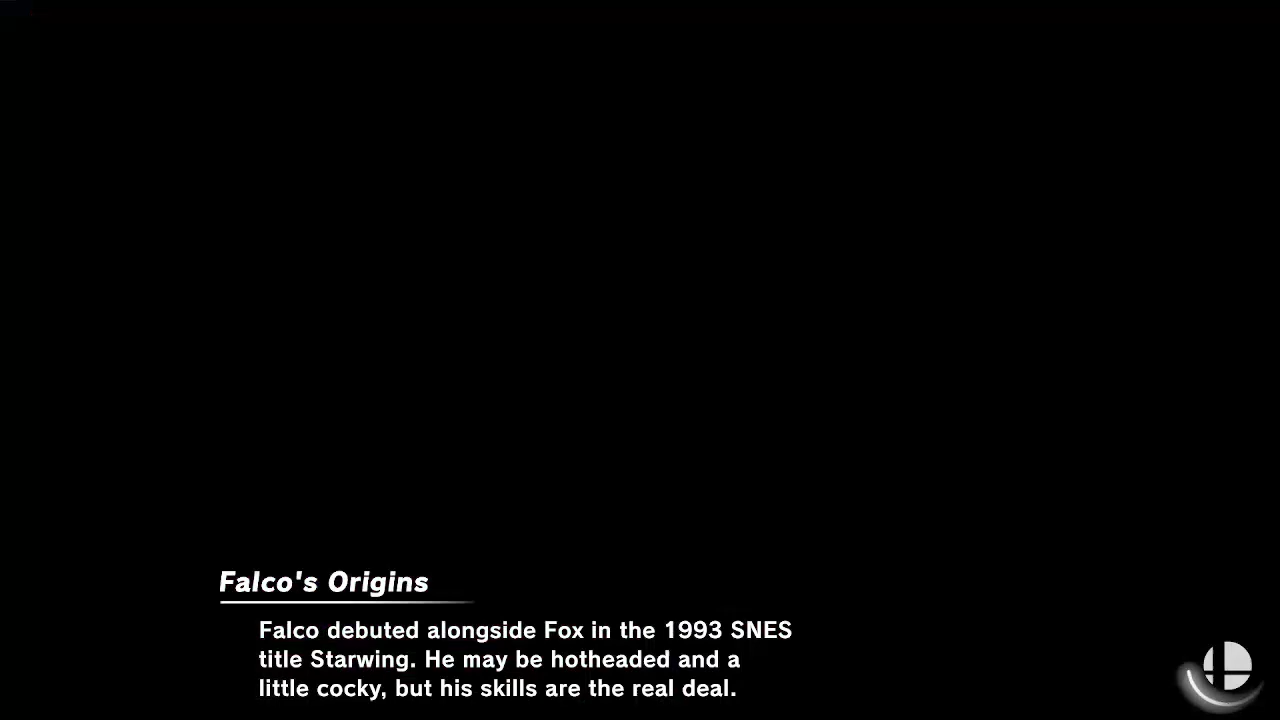 Falco's Origins
Falco debuted alongside Fox in the 1993 SNES
title Starwing. He may be hotheaded and a
little cocky, but his skills are the real deal.